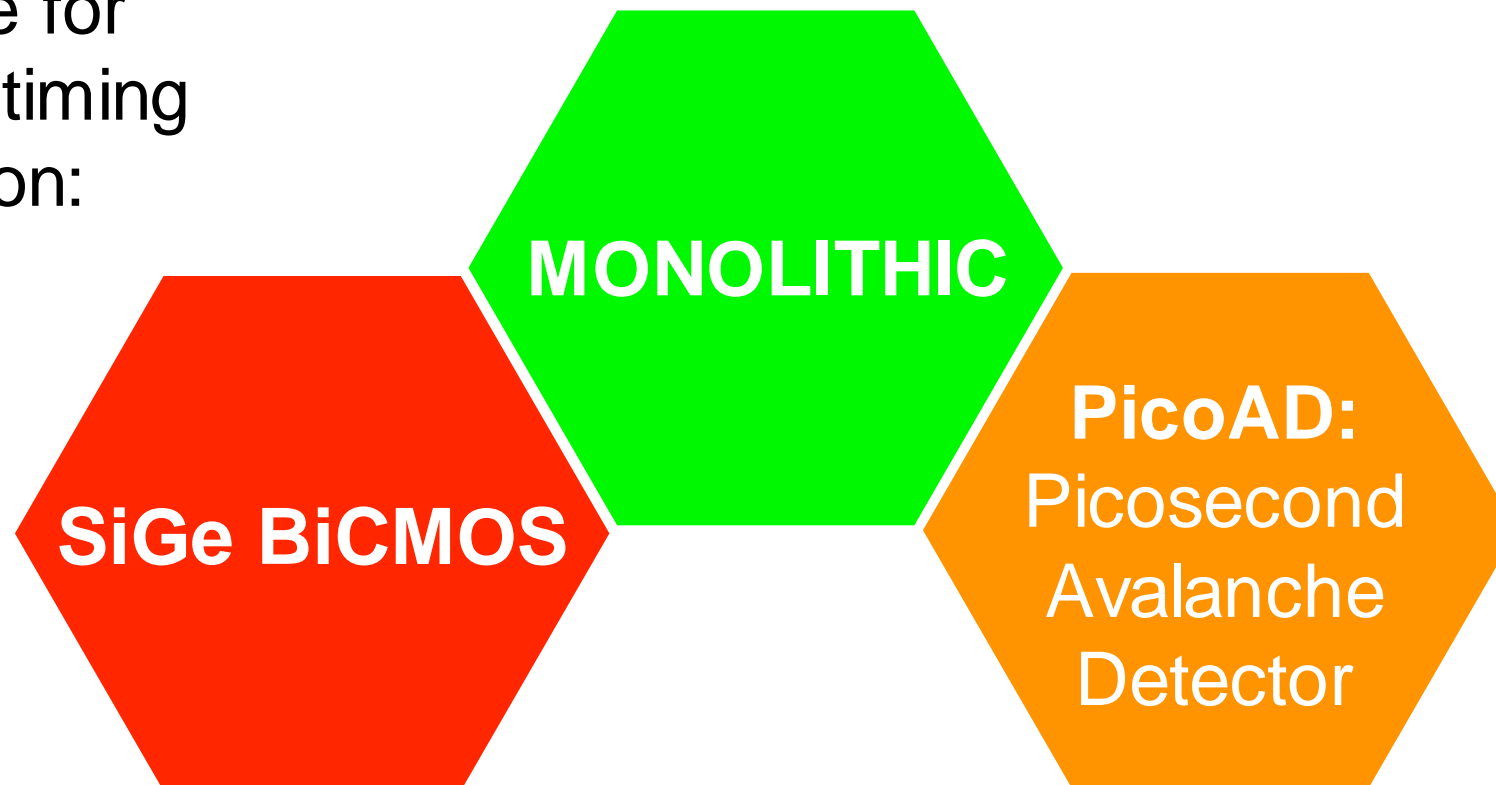 e for
timing
on:
MONOLITHIC
SiGe BiCMOS
PicoAD:
Picosecond
Avalanche
Detector